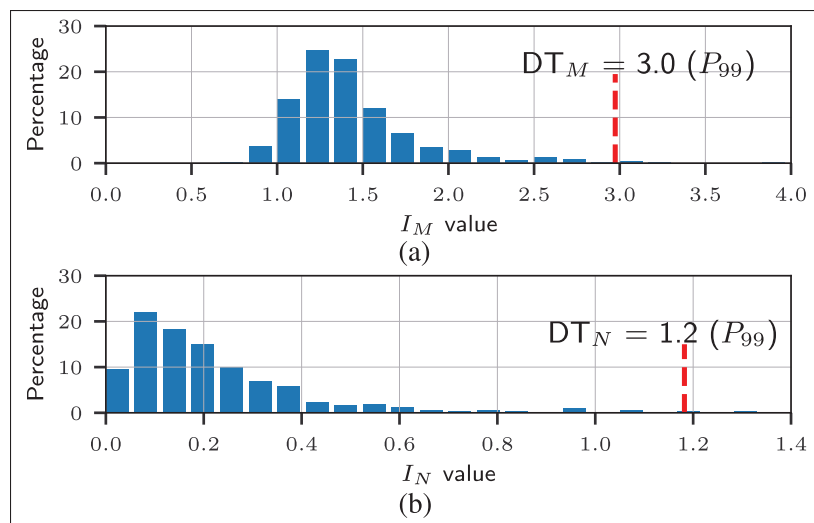 30
20
10
0
Percentage
DT_M = 3.0 (P_99)
0.0 0.5 1.0 1.5 2.0 2.5 3.0 3.5 4.0
I_M value
(a)
30
20
10
0
Percentage
DT_N = 1.2 (P_99)
0.0 0.2 0.4 0.6 0.8 1.0 1.2 1.4
I_N value
(b)